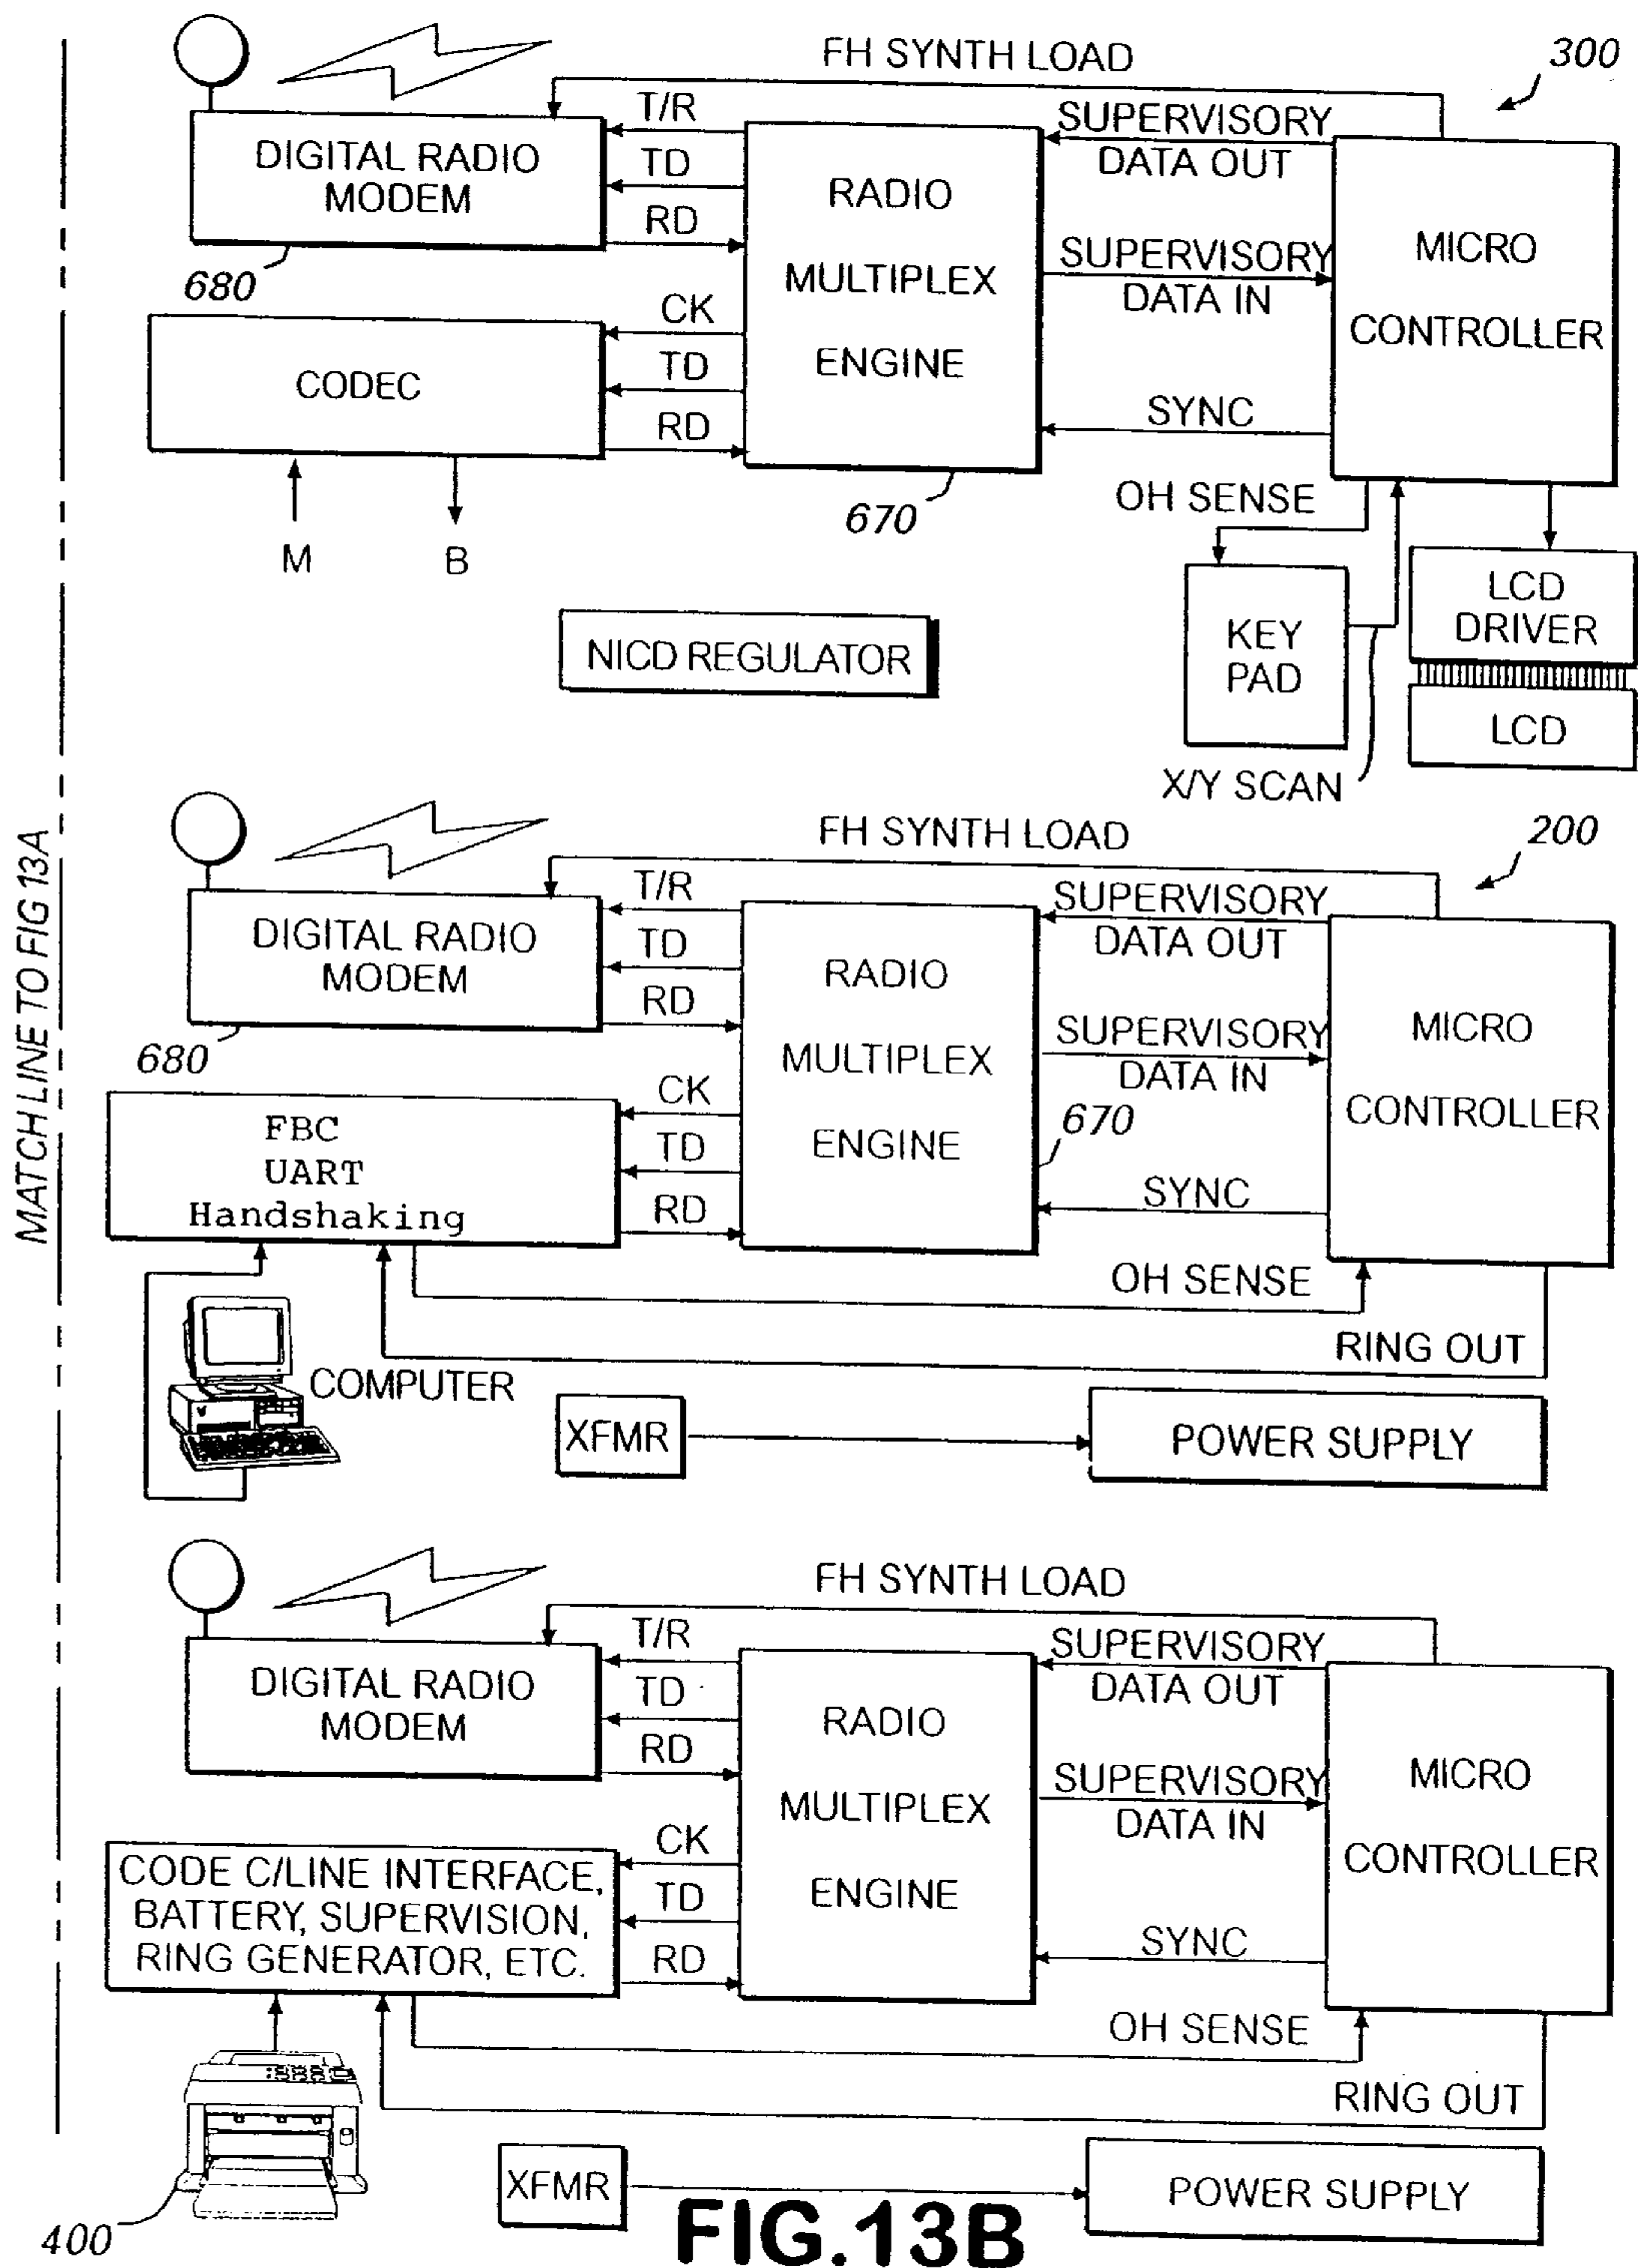 FH SYNTH LOAD
300
T/R
SUPERVISORY
DATA OUT
DIGITAL RADIO
MODEM
TD
RD
RADIO
MULTIPLEX
ENGINE
MICRO
CONTROLLER
SUPERVISORY
DATA IN
680
CK
CODEC
TD
RD
SYNC
670
OH SENSE
M
B
NICD REGULATOR
KEY
PAD
LCD
DRIVER
LCD
X/Y SCAN
MATCH LINE TO FIG 13A
FH SYNTH LOAD
200
T/R
SUPERVISORY
DATA OUT
DIGITAL RADIO
MODEM
TD
RD
RADIO
MULTIPLEX
ENGINE
MICRO
CONTROLLER
SUPERVISORY
DATA IN
680
CK
670
FBC
UART
Handshaking
TD
RD
SYNC
OH SENSE
RING OUT
COMPUTER
XFMR
POWER SUPPLY
FH SYNTH LOAD
T/R
SUPERVISORY
DATA OUT
DIGITAL RADIO
MODEM
TD
RD
RADIO
MULTIPLEX
ENGINE
MICRO
CONTROLLER
SUPERVISORY
DATA IN
CK
CODE C/LINE INTERFACE,
BATTERY, SUPERVISION,
RING GENERATOR, ETC.
TD
RD
SYNC
OH SENSE
RING OUT
400
XFMR
POWER SUPPLY
FIG.13B